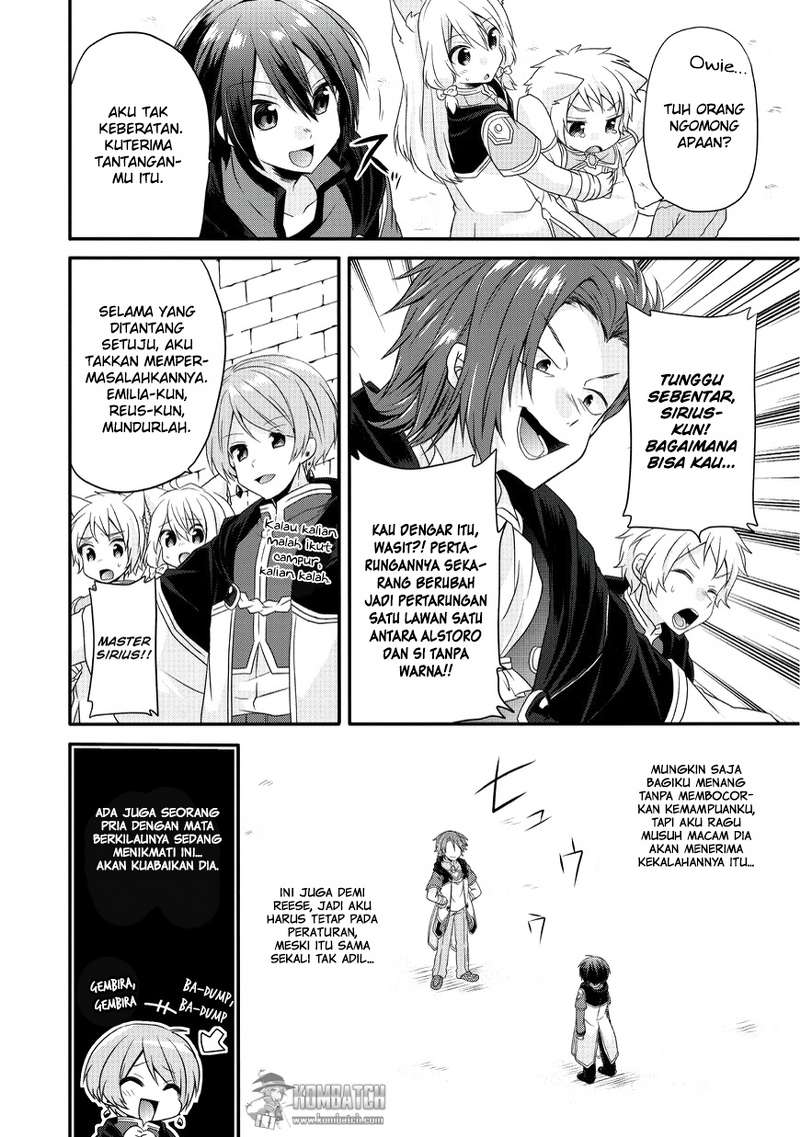 Owie...
TUH ORANG
NGOMONG
APAAN?
AKU TAK
KEBERATAN.
KUTERIMA
TANTANGAN-
MU ITU.
TUNGGU
SEBENTAR,
SIRIUS-
KUN!
BAGAIMANA
BISA KAU...
KAU DENGAR ITU,
WASIT?! PERTA-
RUNGANNYA SEKA-
RANG BERUBAH
JADI PERTARUNGAN
SATU LAWAN SATU
ANTARA ALSTORO
DAN SI TANPA
WARNA!!
SELAMA YANG
DITANTANG
SETUJU, AKU
TAKKAN MEMPER-
MASALAHKANNYA.
EMILIA-KUN,
REUS-KUN,
MUNDURLAH.
Kalau kalian
malah ikut
campur,
kalian kalah.
MASTER
SIRIUS!!
MUNGKIN SAJA
BAGIKU MENANG
TANPA MEMBOCOR-
KAN KEMAMPUANKU,
TAPI AKU RAGU
MUSUH MACAM DIA
AKAN MENERIMA
KEKALAHANNYA ITU...
ヒュウ
INI JUGA DEMI
REESE, JADI AKU
HARUS TETAP PADA
PERATURAN,
MESKI ITU SAMA
SEKALI TAK ADIL...
ADA JUGA SEORANG
PRIA DENGAN MATA
BERKILAUNYA SEDANG
MENIKMATI INI...
AKAN KUABAIKAN DIA.
GEMBIRA,
GEMBIRA
BA-DUMP,
BA-DUMP
KOMBATCH
www.kombatch.com